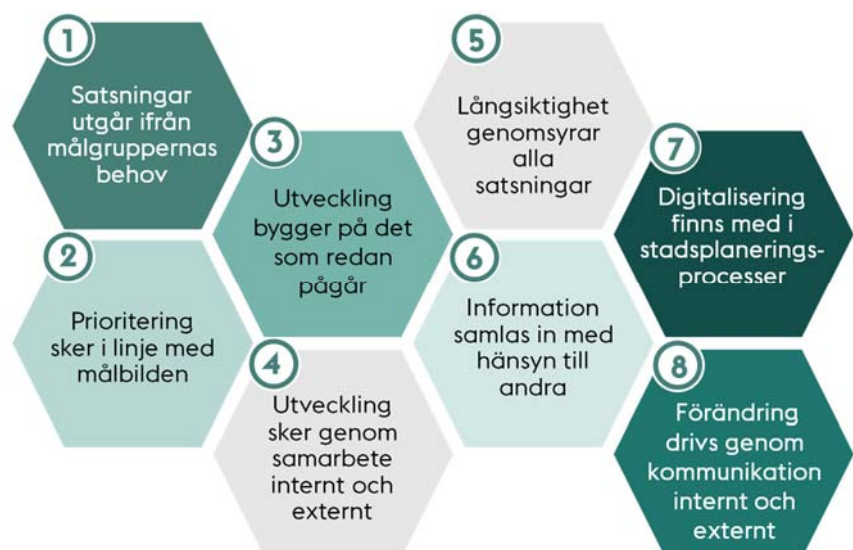 1
Satsningar
utgår ifrån
målgruppernas
behov
2
Prioritering
sker i linje med
målbilden
3
Utveckling
bygger på det
som redan
pågår
4
Utveckling
sker genom
samarbete
internt och
externt
5
Långsiktighet
genomsyrar
alla
satsningar
6
Information
samlas in med
hänsyn till
andra
7
Digitalisering
finns med i
stadsplanerings-
processer
8
Förändring
drivs genom
kommunikation
internt och
externt